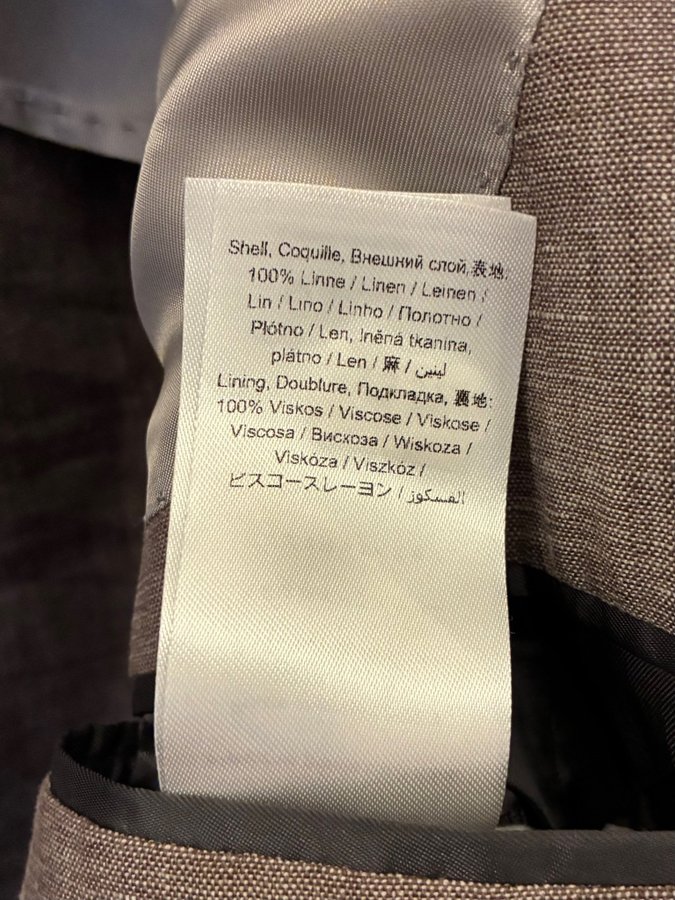 Shell, Coquille, Внешний слой, 表地:
100% Linne / Linen / Leinen /
Lin / Lino / Linho / Полотно /
Płótno / Len, lněná tkanina,
plátno / Len / 麻 / لينين
Lining, Doublure, Подкладка, 裏地:
100% Viskos / Viscose / Viskose /
Viscosa / Вискоза / Wiskoza /
Viskóza / Viszkóz /
ビスコースレーヨン / الفسكوز